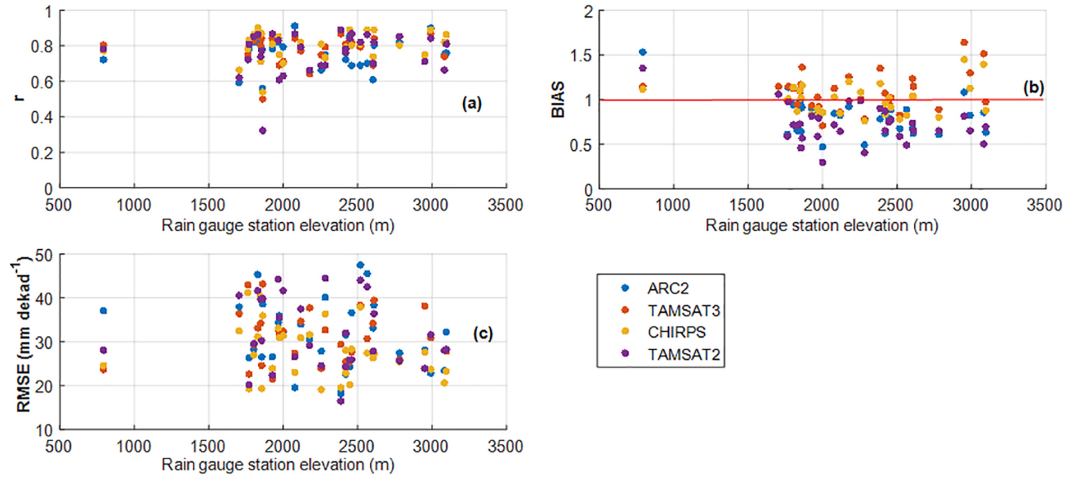 1
0.8
0.6
0.4
0.2
0
r
(a)
500 1000 1500 2000 2500 3000 3500
Rain gauge station elevation (m)
2
1.5
1
0.5
0
BIAS
(b)
500 1000 1500 2000 2500 3000 3500
Rain gauge station elevation (m)
50
40
30
20
10
RMSE (mm dekad-1)
(c)
500 1000 1500 2000 2500 3000 3500
Rain gauge station elevation (m)
ARC2
TAMSAT3
CHIRPS
TAMSAT2